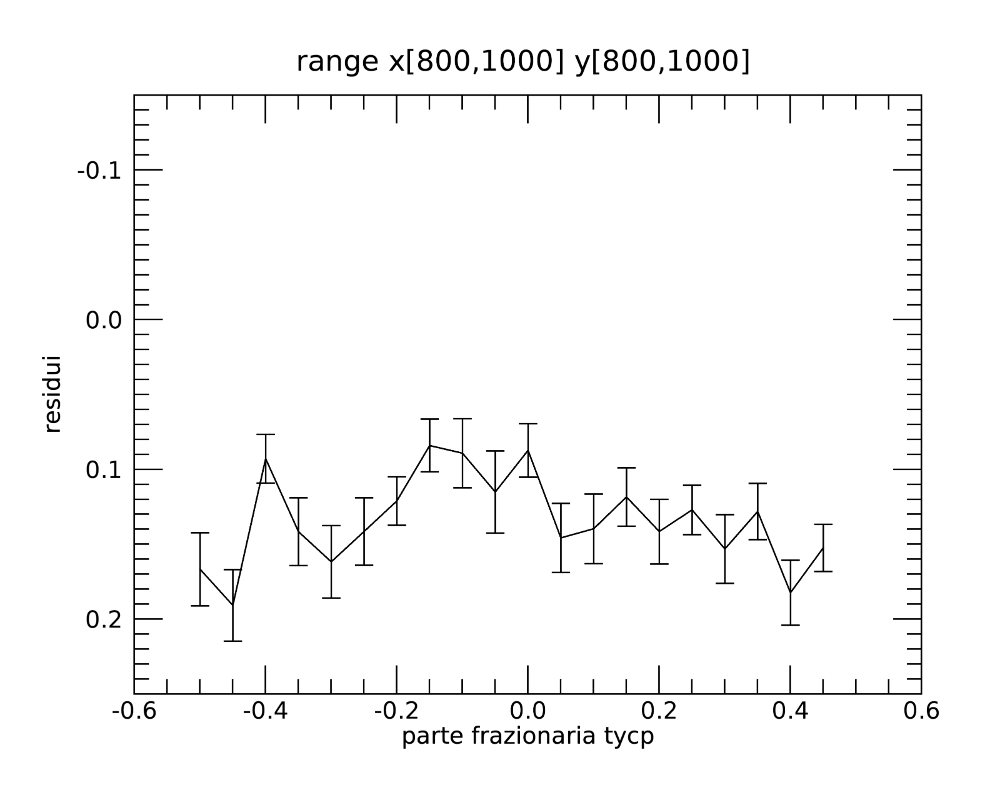 range x[800,1000] y[800,1000]
-0.1
0.0
0.1
0.2
residui
-0.6 -0.4 -0.2 0.0 0.2 0.4 0.6
parte frazionaria tycp